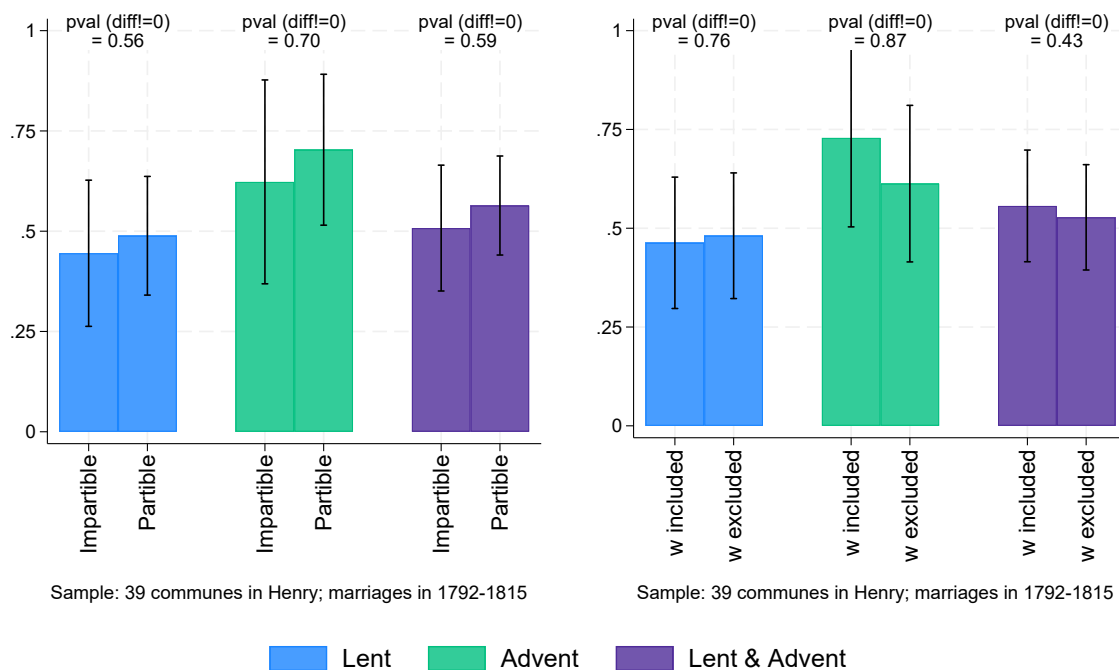 pval (diff!=0)
= 0.56
pval (diff!=0)
= 0.70
pval (diff!=0)
= 0.59
1
.75
.5
.25
0
Impartible
Partible
Impartible
Partible
Impartible
Partible
Sample: 39 communes in Henry; marriages in 1792-1815
pval (diff!=0)
= 0.76
pval (diff!=0)
= 0.87
pval (diff!=0)
= 0.43
1
.75
.5
.25
0
w included
w excluded
w included
w excluded
w included
w excluded
Sample: 39 communes in Henry; marriages in 1792-1815
Lent
Advent
Lent & Advent